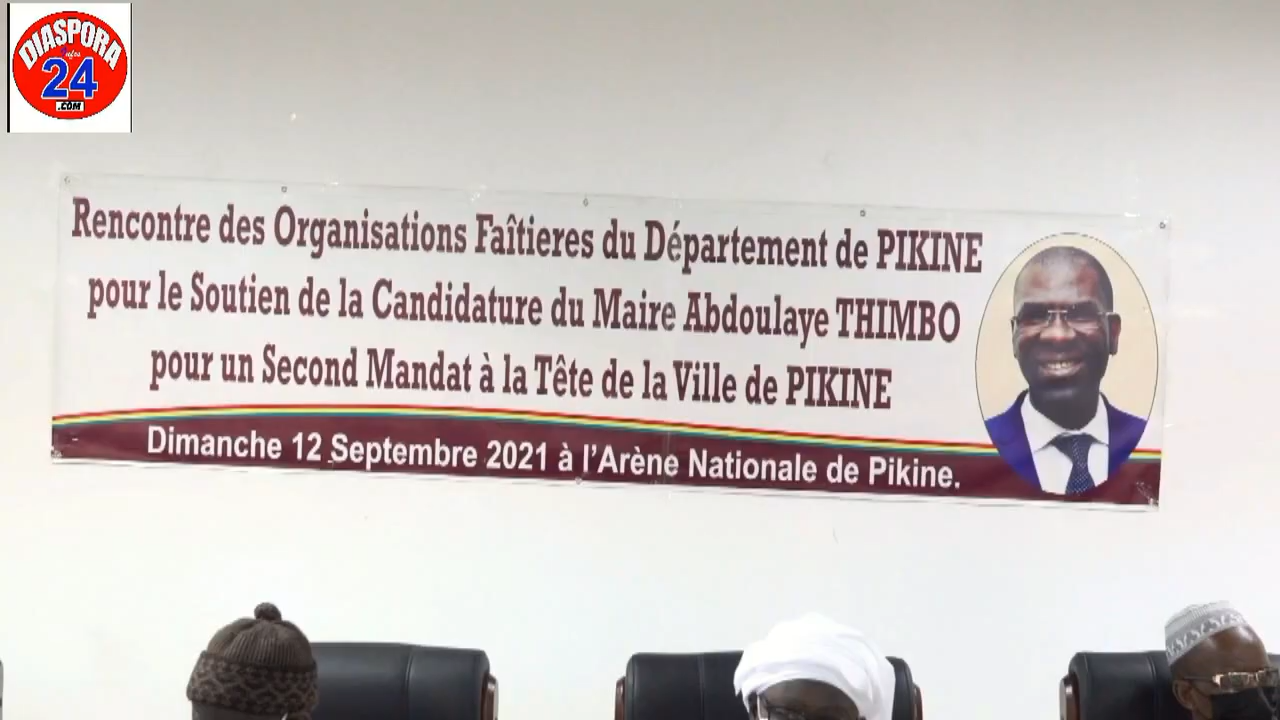 DIASPORA
Infos
24
.COM
Rencontre des Organisations Faîtieres du Département de PIKINE
pour le Soutien de la Candidature du Maire Abdoulaye THIMBO
pour un Second Mandat à la Tête de la Ville de PIKINE
Dimanche 12 Septembre 2021 à l'Arène Nationale de Pikine.